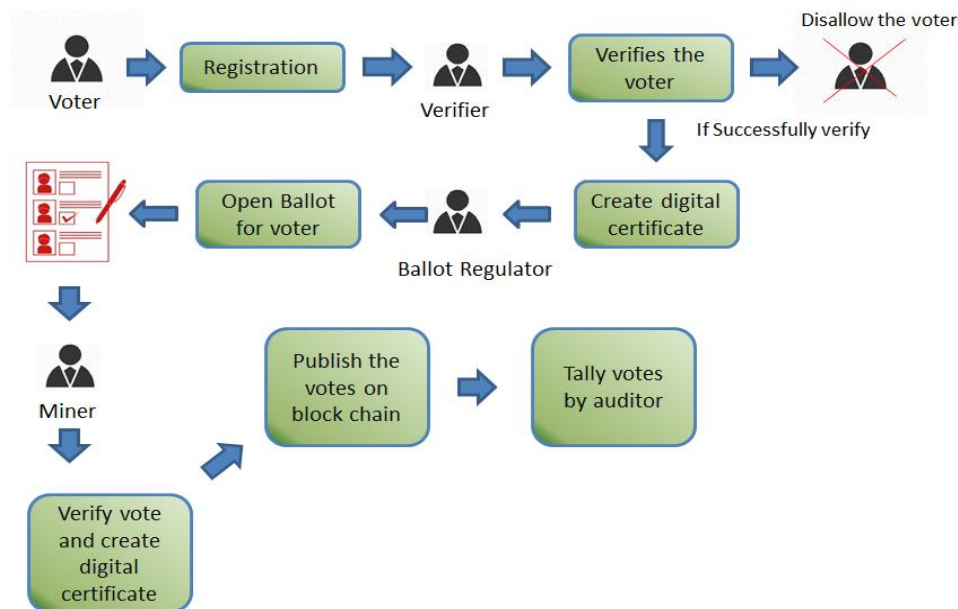 Disallow the voter
Voter
Registration
Verifier
Verifies the
voter
If Successfully verify
Create digital
certificate
Ballot Regulator
Open Ballot
for voter
Miner
Verify vote
and create
digital
certificate
Publish the
votes on
block chain
Tally votes
by auditor